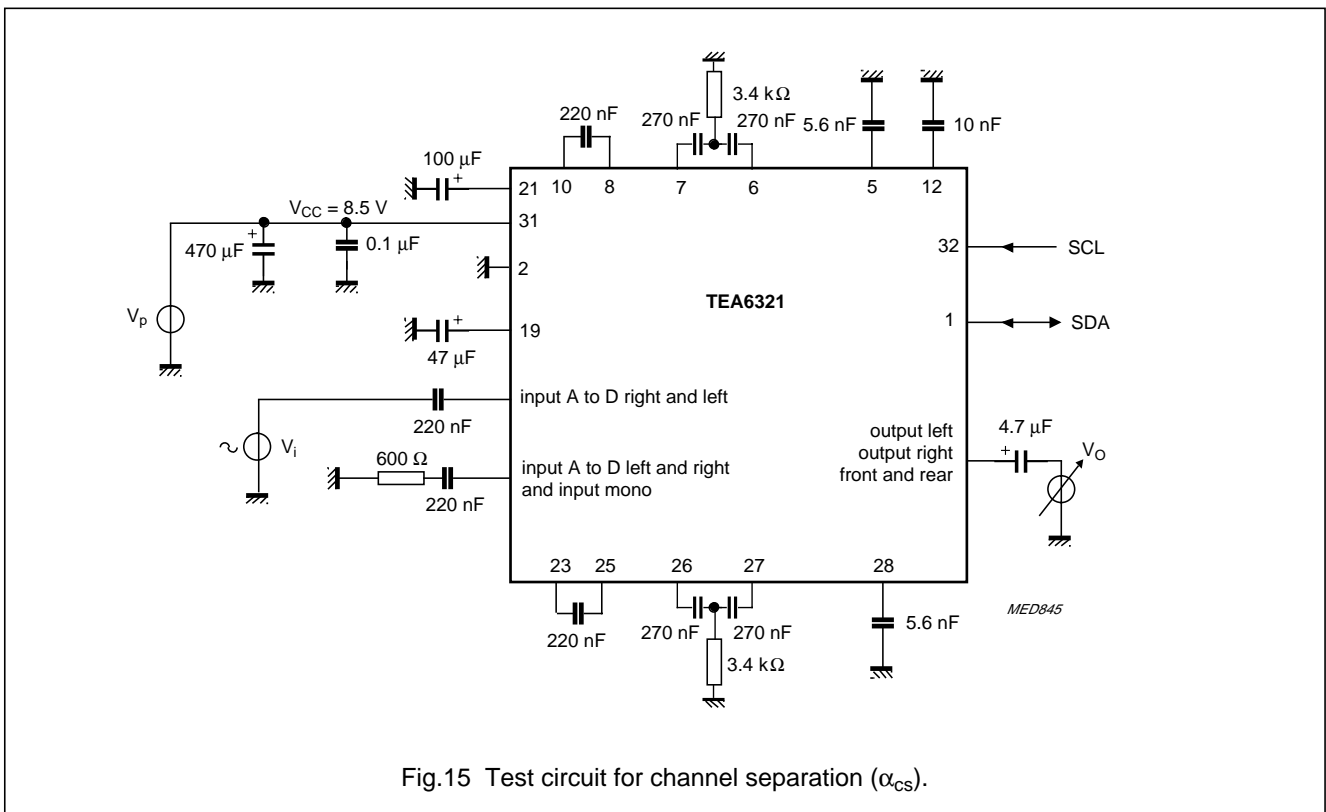 3.4 kΩ
220 nF
270 nF
270 nF
5.6 nF
10 nF
100 μF
+
21
10
8
7
6
5
12
VCC = 8.5 V
31
+
470 μF
0.1 μF
2
32
SCL
TEA6321
Vp
+
19
1
SDA
47 μF
input A to D right and left
220 nF
Vi
output left
output right
front and rear
4.7 μF
+
VO
600 Ω
input A to D left and right
and input mono
220 nF
23
25
26
27
28
MED845
220 nF
270 nF
270 nF
5.6 nF
3.4 kΩ
Fig.15 Test circuit for channel separation (αcs).